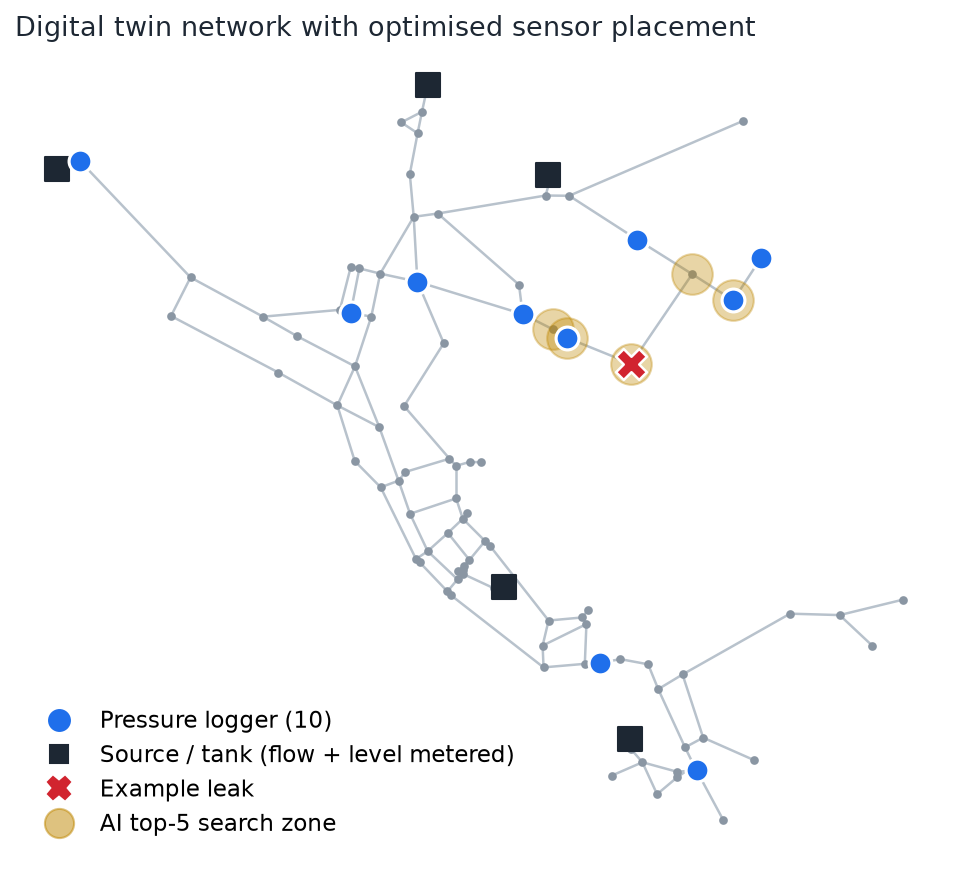 Digital twin network with optimised sensor placement
Pressure logger (10)
Source / tank (flow + level metered)
Example leak
AI top-5 search zone